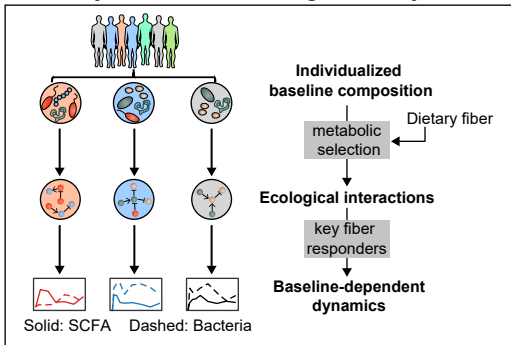 Individualized
baseline composition
Dietary fiber
metabolic
selection
Ecological interactions
key fiber
responders
Baseline-dependent
dynamics
Solid: SCFA Dashed: Bacteria